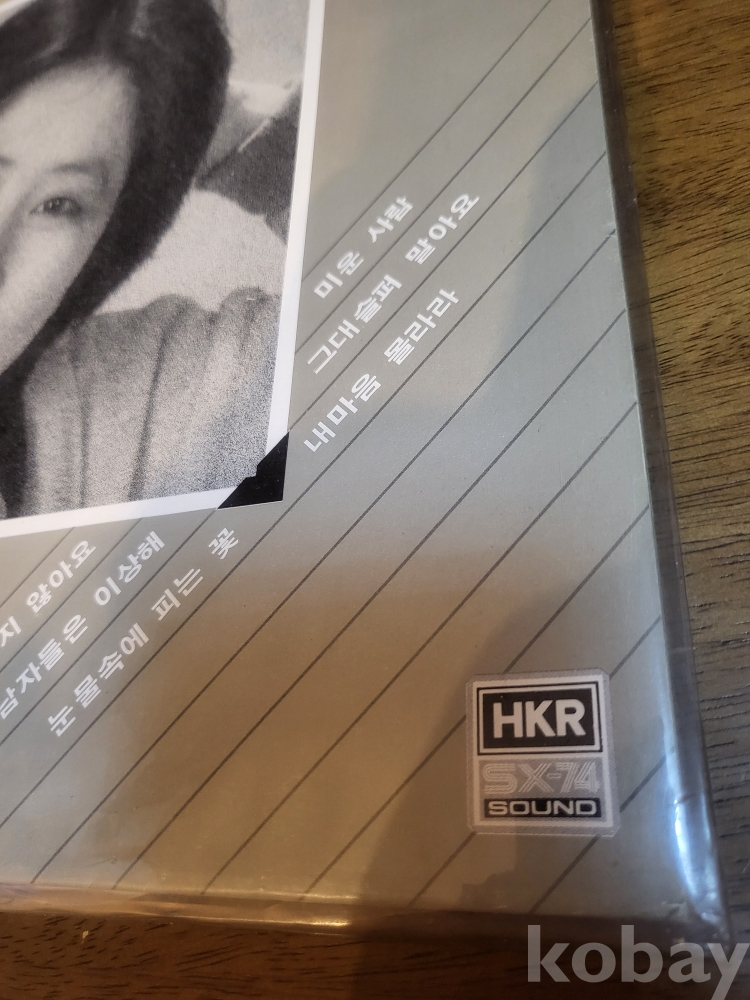 미운 사람
그대 슬퍼 말아요
내마음 몰라라
않아요
남자들은 이상해
눈물속에 피는 꽃
HKR
SX-74
SOUND
kobay